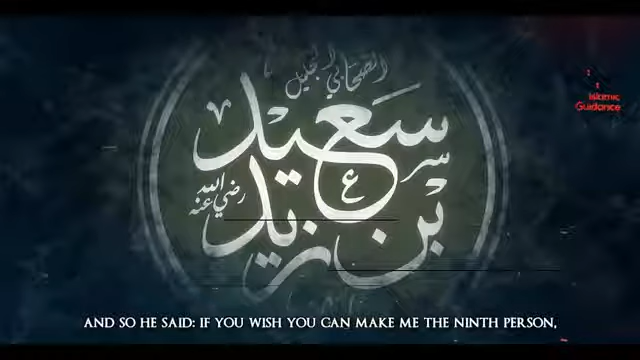 الصحابي الجليل
سعيد
بن زيد
رضي الله عنه
Islamic
Guidance
AND SO HE SAID: IF YOU WISH YOU CAN MAKE ME THE NINTH PERSON,